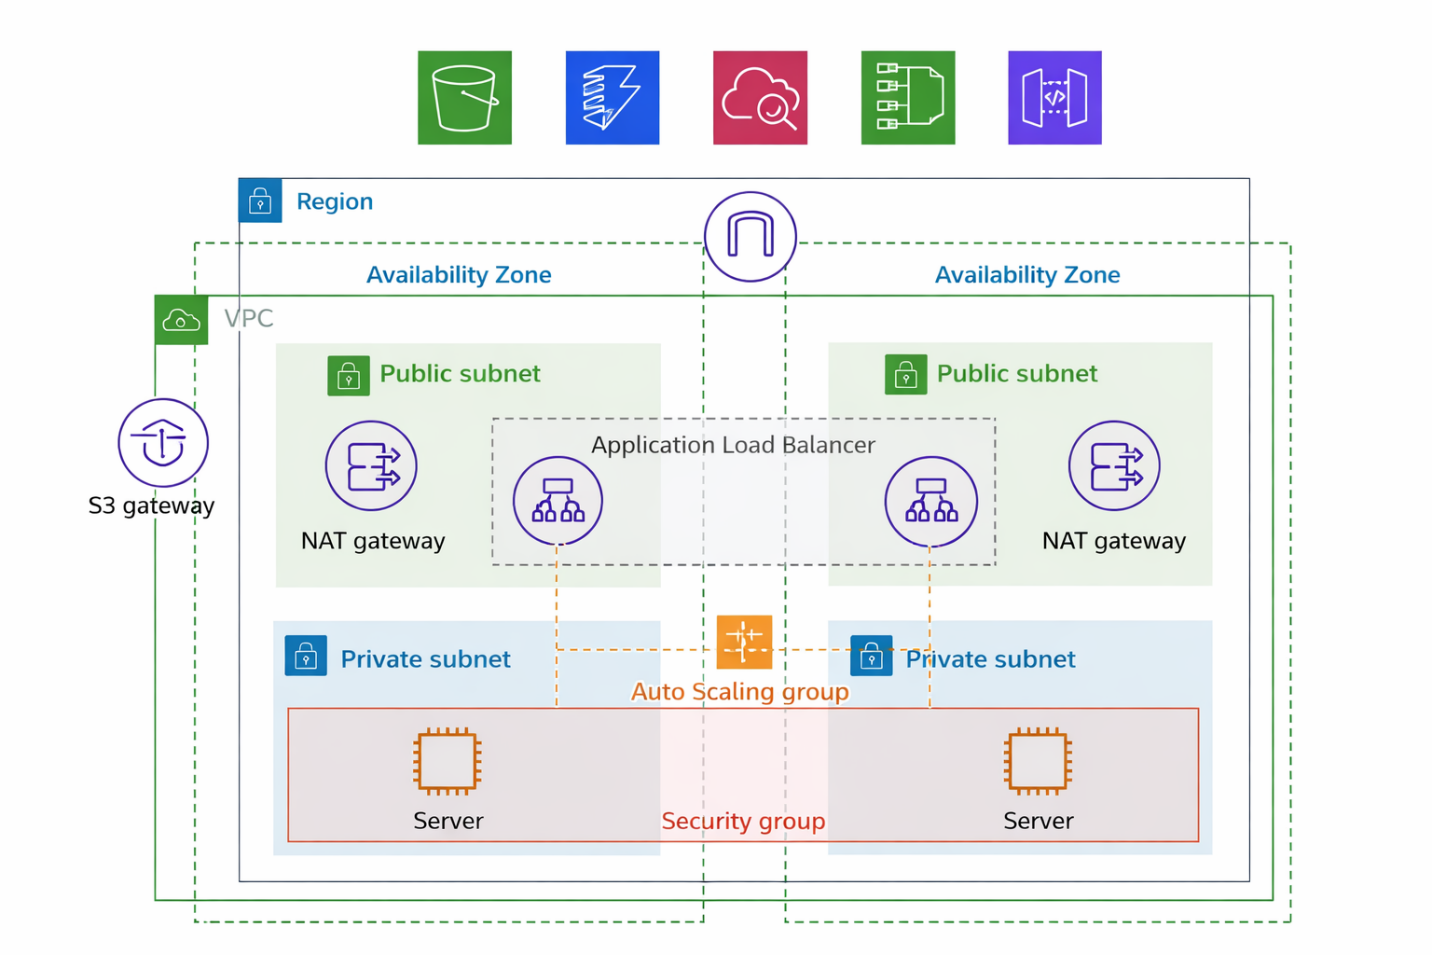 Region
Availability Zone
Availability Zone
VPC
Public subnet
Public subnet
Application Load Balancer
S3 gateway
NAT gateway
NAT gateway
Private subnet
Private subnet
Auto Scaling group
Server
Security group
Server